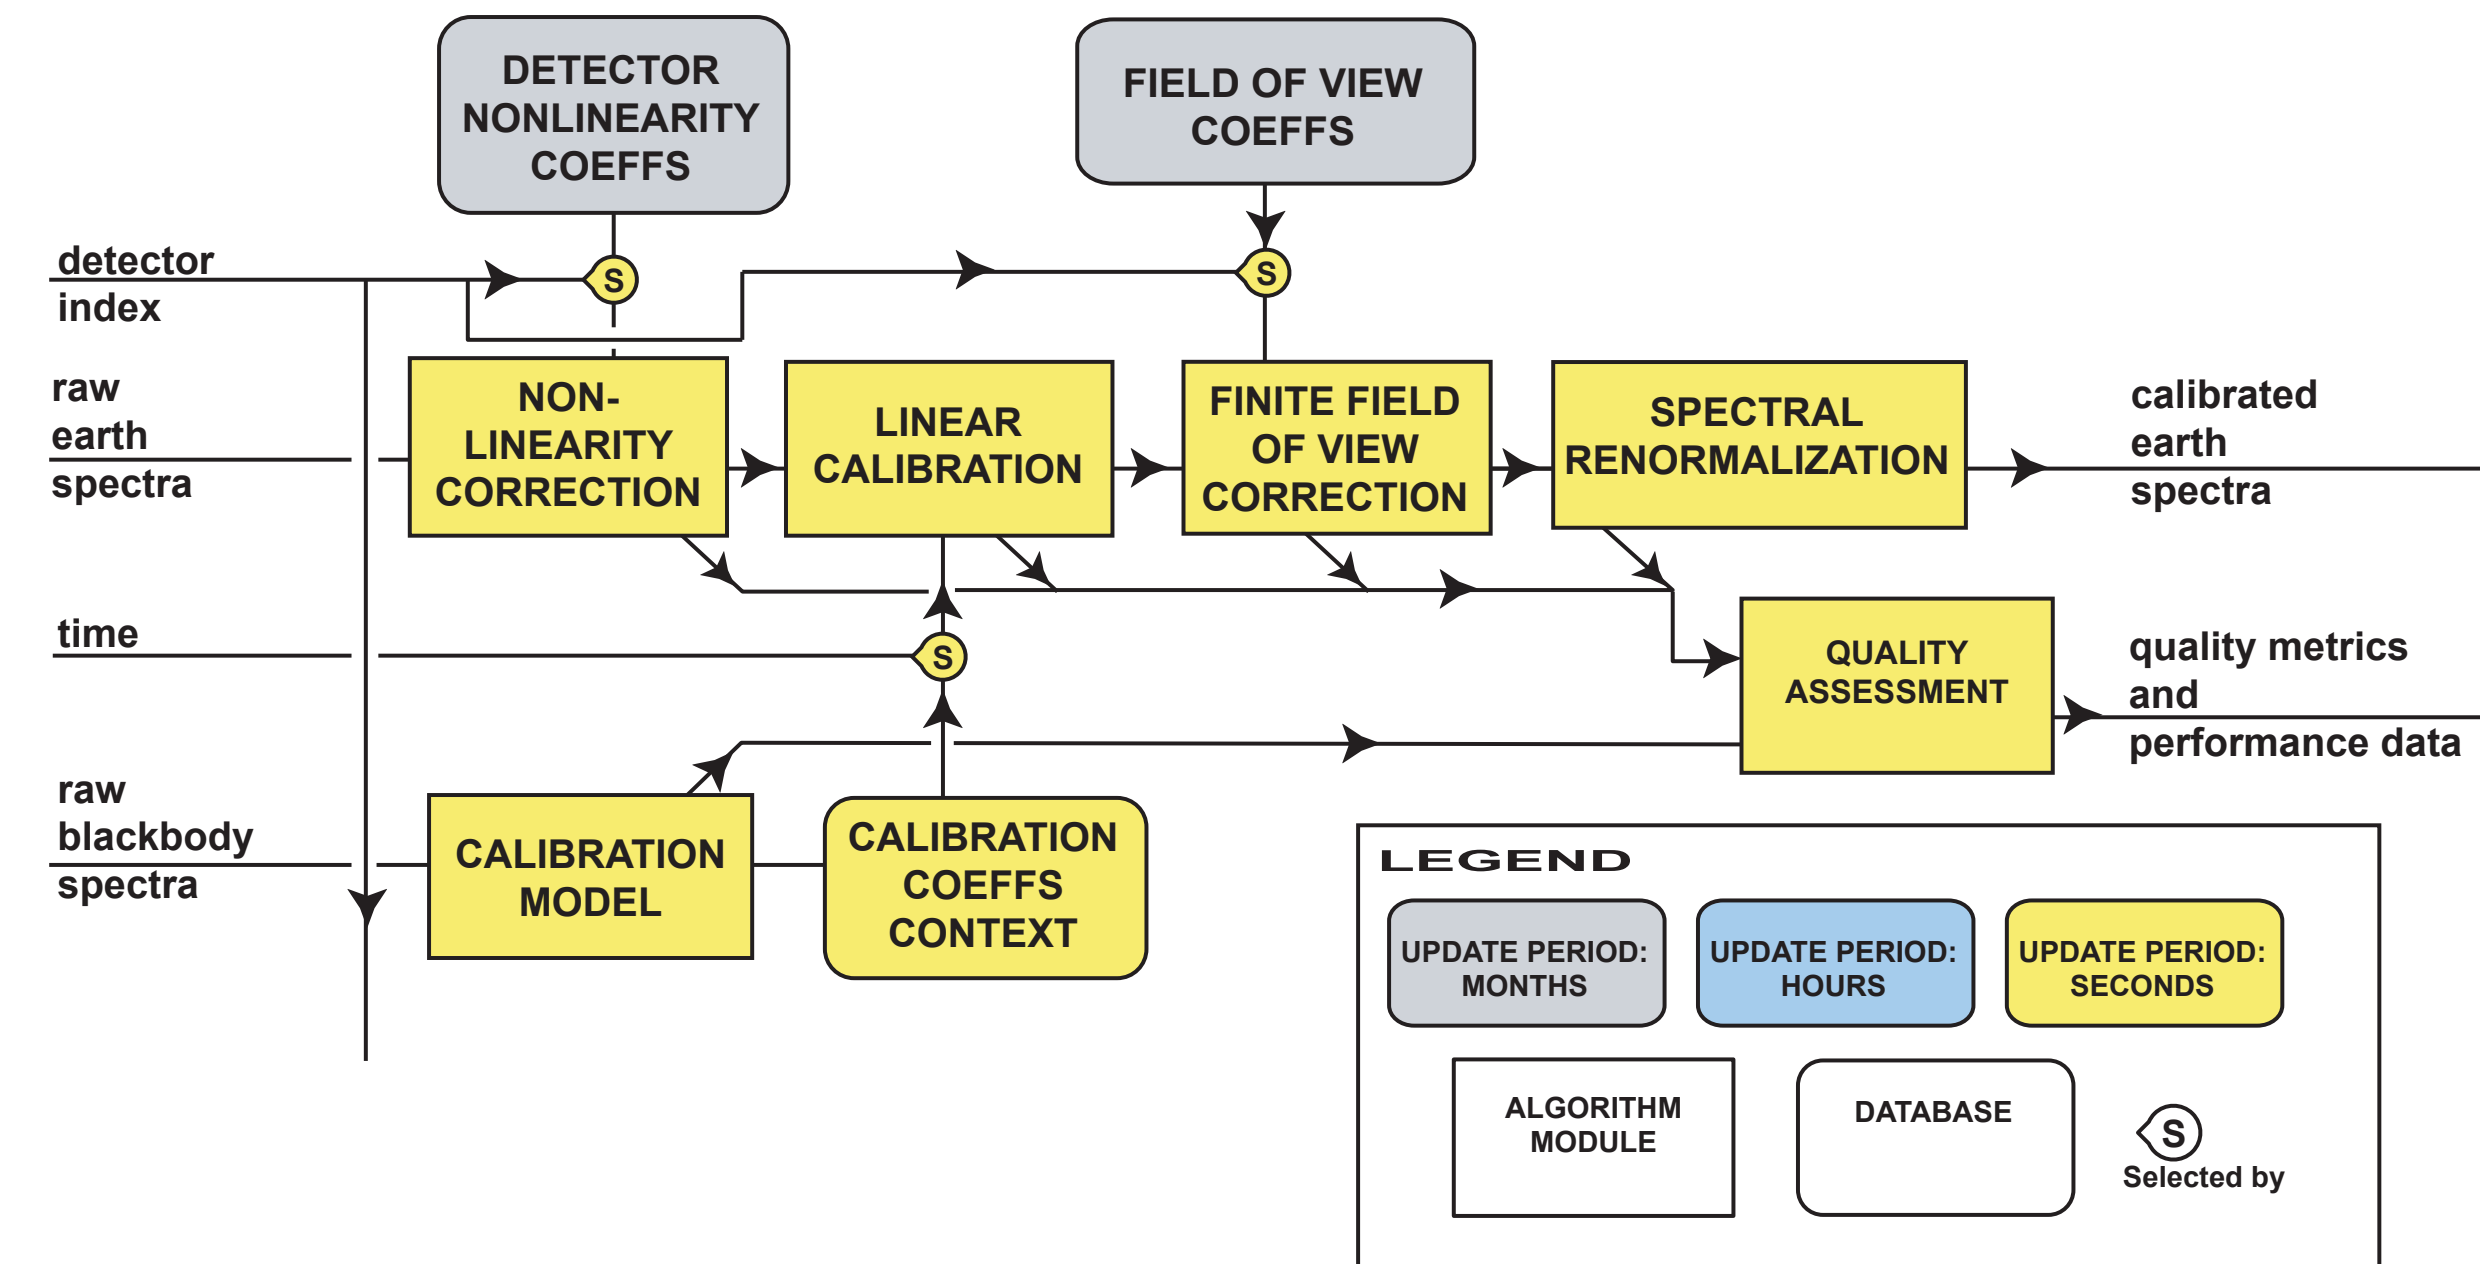 DETECTOR
NONLINEARITY
COEFFS
FIELD OF VIEW
COEFFS
detector
index
S
S
raw
earth
spectra
NON-
LINEARITY
CORRECTION
LINEAR
CALIBRATION
FINITE FIELD
OF VIEW
CORRECTION
SPECTRAL
RENORMALIZATION
calibrated
earth
spectra
time
S
QUALITY
ASSESSMENT
quality metrics
and
performance data
raw
blackbody
spectra
CALIBRATION
MODEL
CALIBRATION
COEFFS
CONTEXT
LEGEND
UPDATE PERIOD:
MONTHS
UPDATE PERIOD:
HOURS
UPDATE PERIOD:
SECONDS
ALGORITHM
MODULE
DATABASE
S
Selected by